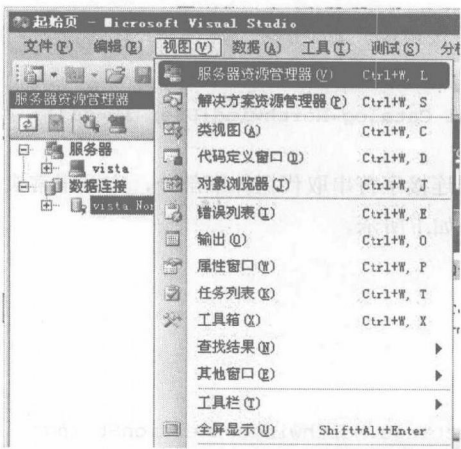 起始页 - Microsoft Visual Studio
文件(F) 编辑(E) 视图(V) 数据(A) 工具(T) 测试(S) 分析
服务器资源管理器
服务器
vista
数据连接
vista.Nor
服务器资源管理器(V) Ctrl+W, L
解决方案资源管理器(P) Ctrl+W, S
类视图(A) Ctrl+W, C
代码定义窗口(D) Ctrl+W, D
对象浏览器(J) Ctrl+W, J
错误列表(I) Ctrl+W, E
输出(O) Ctrl+W, O
属性窗口(W) Ctrl+W, P
任务列表(K) Ctrl+W, T
工具箱(X) Ctrl+W, X
查找结果(N)
其他窗口(E)
工具栏(T)
全屏显示(U) Shift+Alt+Enter